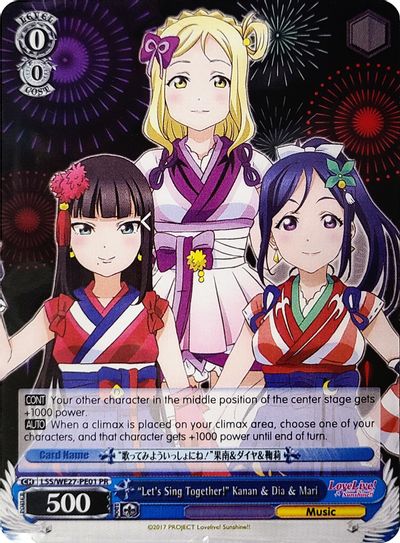 LEVEL
0
0
COST
CONT Your other character in the middle position of the center stage gets
+1000 power.
AUTO When a climax is placed on your climax area, choose one of your
characters, and that character gets +1000 power until end of turn.
Card Name
"歌ってみよういっしょにね!"果南&ダイヤ&鞠莉
CH LSS/WE27-PE01 PR
POWER
500
"Let's Sing Together!" Kanan & Dia & Mari
LoveLive!
Sunshine!!
Music
©2017 PROJECT Lovelive! Sunshine!!